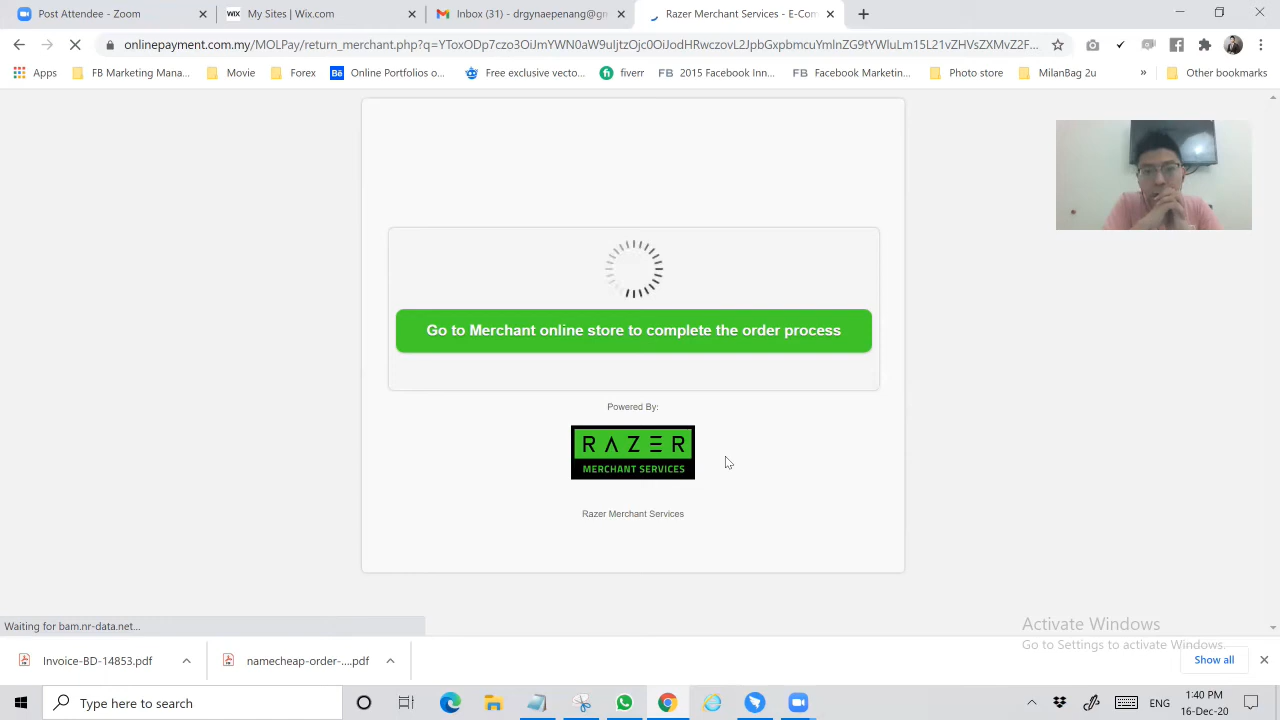 Post Attendee - Zoom
WIX My Sites | Wix.com
Inbox (31) - drgynaepenang@gm
Razer Merchant Services - E-Com
onlinepayment.com.my/MOLPay/return_merchant.php?q=
Apps
FB Marketing Mana...
Movie
Forex
Bē Online Portfolios o...
Free exclusive vecto...
fi fiverr
FB 2015 Facebook Inn...
FB Facebook Marketin...
Photo store
MilanBag 2u
»
Other bookmarks
Go to Merchant online store to complete the order process
Powered By:
RAZER
MERCHANT SERVICES
Razer Merchant Services
Waiting for bam.nr-data.net...
Activate Windows
Go to Settings to activate Windows.
Invoice-BD-14853.pdf
namecheap-order-....pdf
Show all
Type here to search
ENG
1:40 PM
16-Dec-20